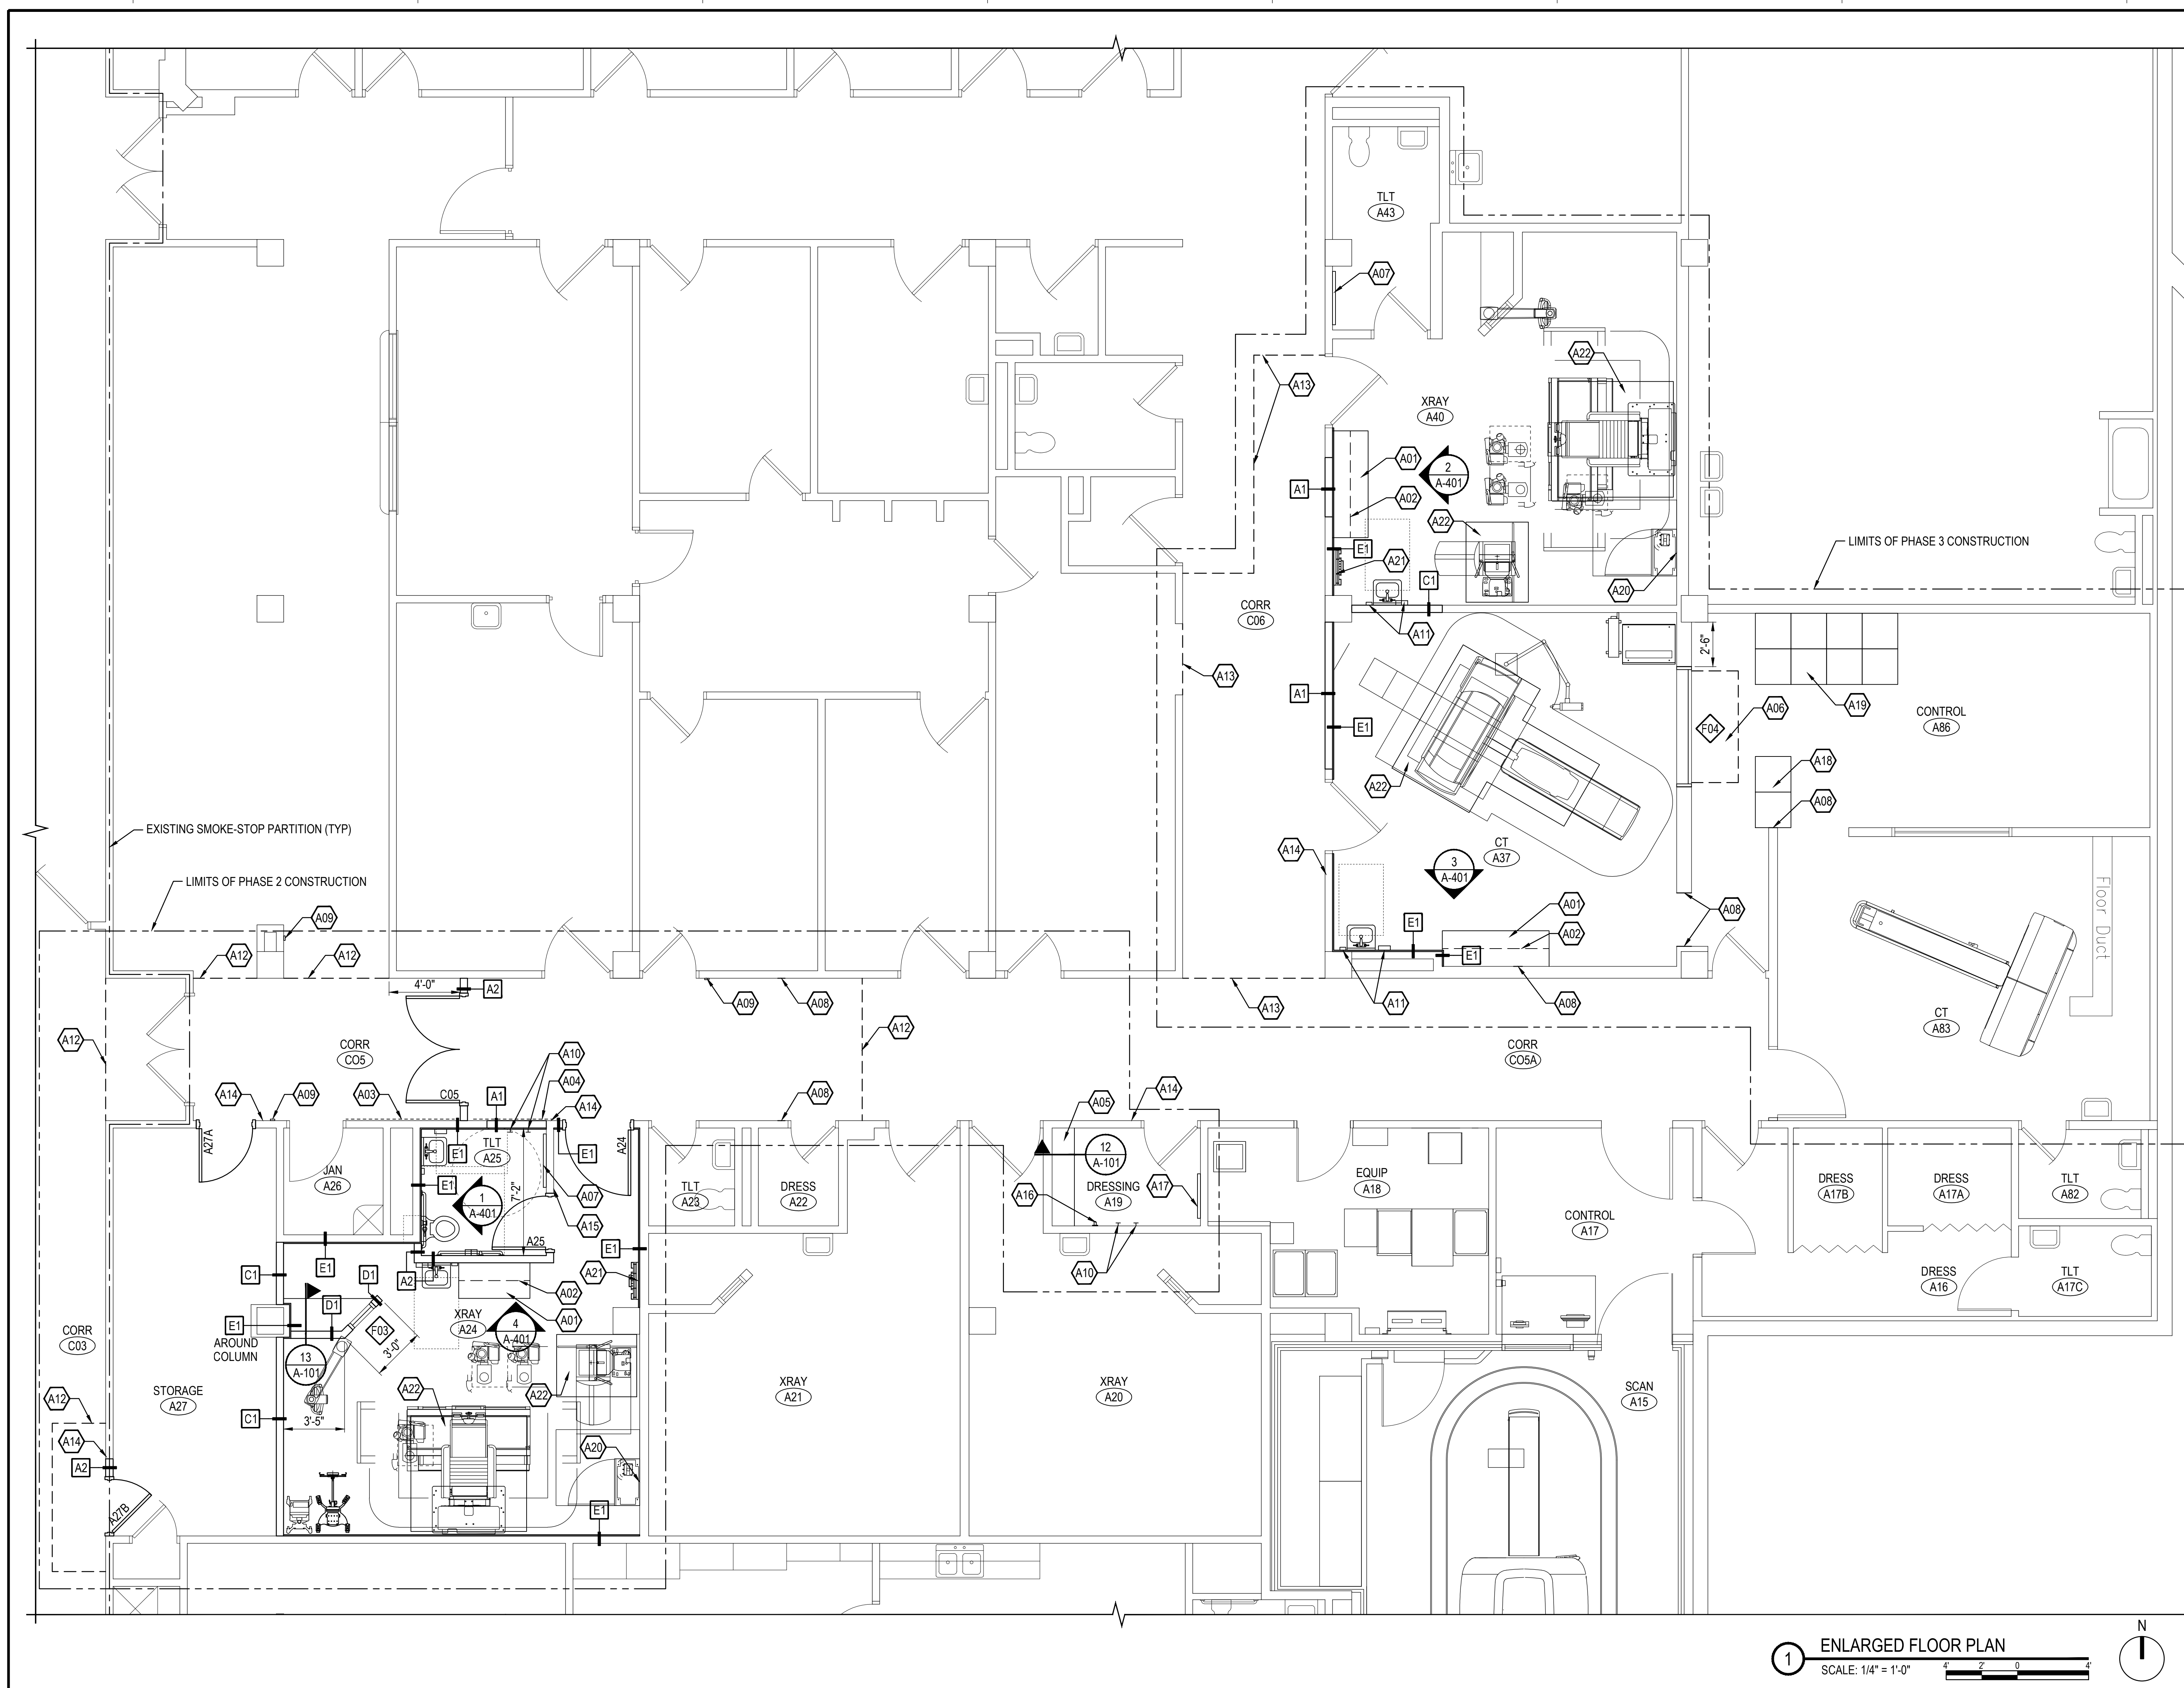 TLT
A43
A07
A22
A13
XRAY
A40
A01
2
A-401
A1
A02
A22
E1
LIMITS OF PHASE 3 CONSTRUCTION
A21
C1
A20
CORR
C06
A11
2'-6"
A13
A1
A19
A06
CONTROL
A86
E1
F04
A18
A22
A08
EXISTING SMOKE-STOP PARTITION (TYP)
A14
CT
A37
3
A-401
LIMITS OF PHASE 2 CONSTRUCTION
Floor Duct
A01
A08
A09
E1
A02
A12
A12
E1
4'-0"
A2
A09
A08
A11
A08
A13
CT
A83
A12
A12
CORR
CO5
CORR
CO5A
A10
A04
A14
A09
A03
C05
A1
A14
A08
A05
A14
A27A
A24
TLT
A25
E1
E1
12
A-101
JAN
A26
E1
7'-2"
A07
TLT
A23
DRESS
A22
DRESSING
A19
A16
A17
EQUIP
A18
DRESS
A17B
DRESS
A17A
TLT
A82
1
A-401
A15
CONTROL
A17
A25
E1
E1
A2
C1
D1
A21
A10
DRESS
A16
TLT
A17C
A02
D1
A01
E1
AROUND
COLUMN
F03
3'-0"
XRAY
A24
4
A-401
CORR
C03
13
A-101
STORAGE
A27
A22
A22
XRAY
A21
XRAY
A20
SCAN
A15
A12
C1
3'-5"
A14
A2
A20
A27B
E1
1
ENLARGED FLOOR PLAN
SCALE: 1/4" = 1'-0"
4' 2' 0 4'
N